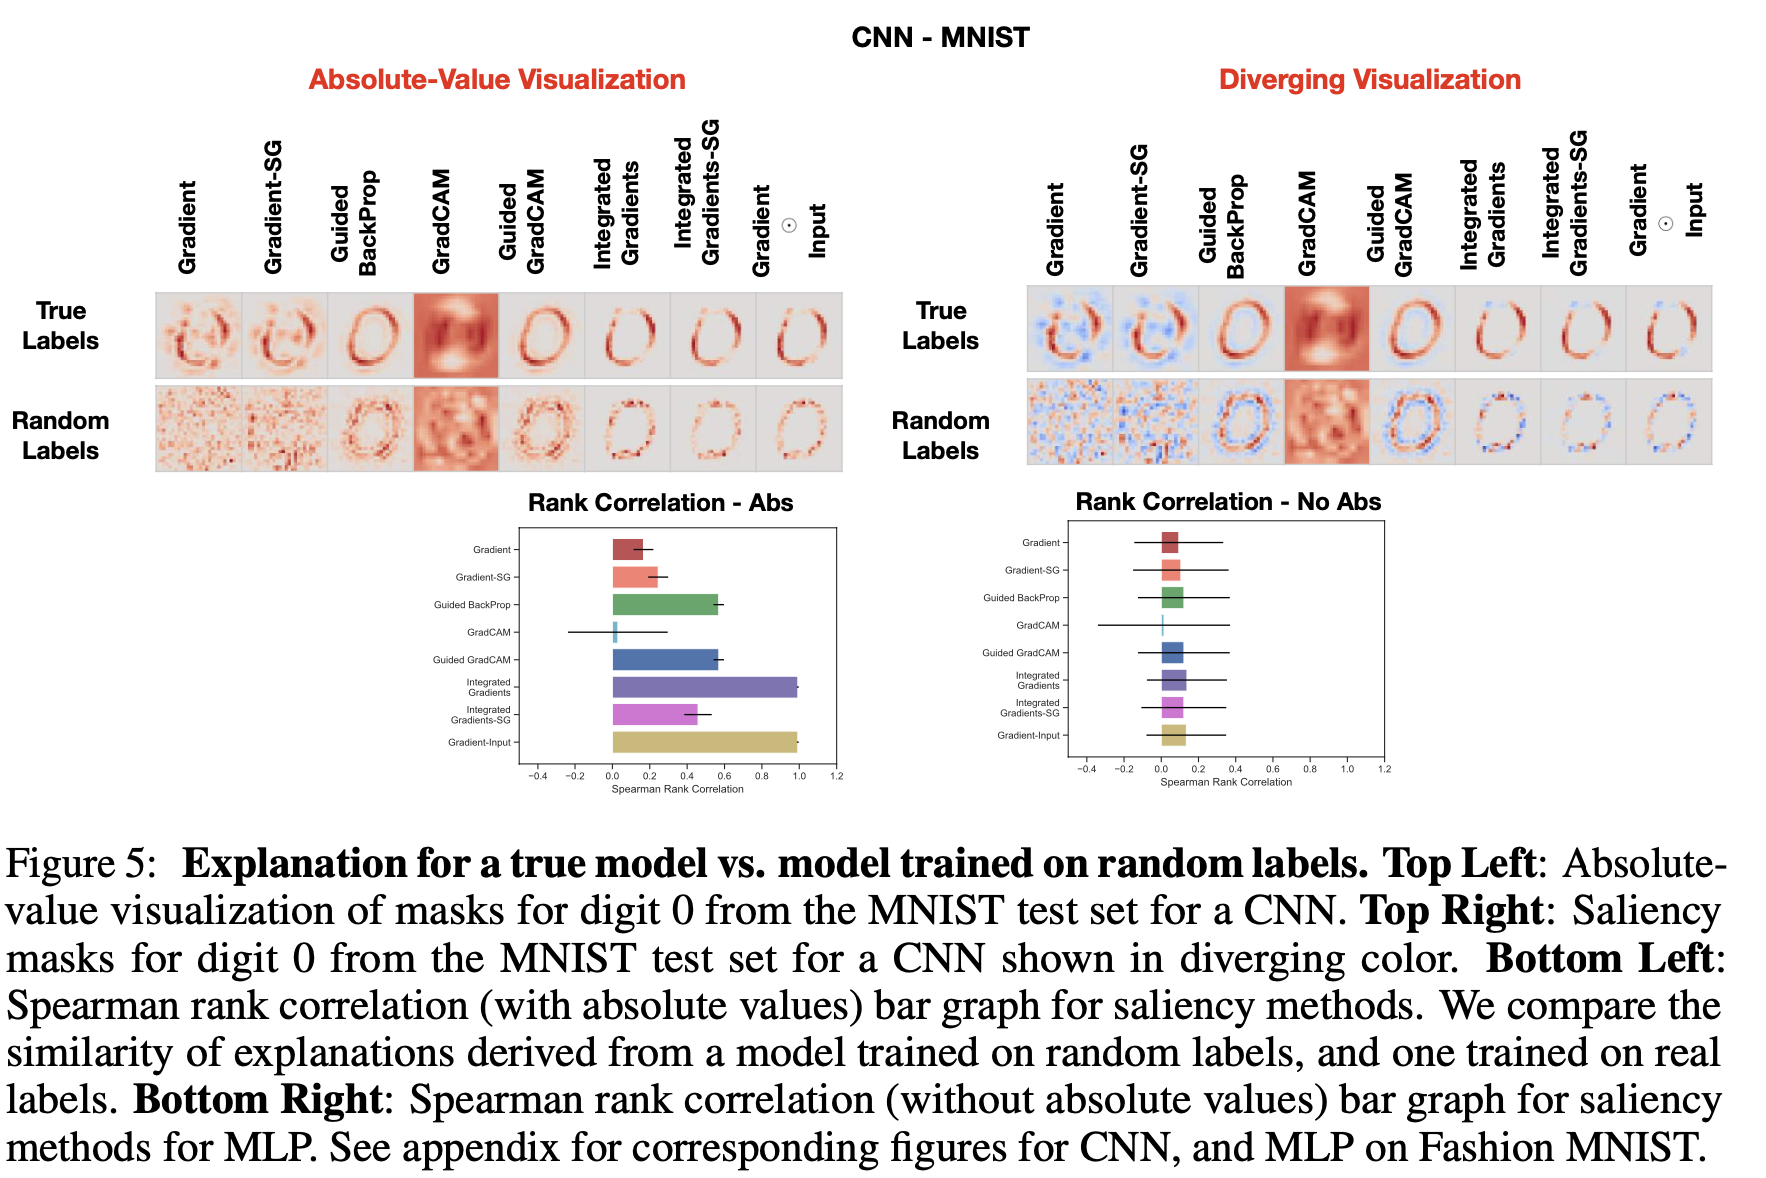 CNN - MNIST
Absolute-Value Visualization
Diverging Visualization
Gradient
Gradient-SG
Guided
BackProp
GradCAM
Guided
GradCAM
Integrated
Gradients
Integrated
Gradients-SG
Gradient
⊙
Input
Gradient
Gradient-SG
Guided
BackProp
GradCAM
Guided
GradCAM
Integrated
Gradients
Integrated
Gradients-SG
Gradient
⊙
Input
True
Labels
Random
Labels
True
Labels
Random
Labels
Rank Correlation - Abs
Gradient
Gradient-SG
Guided BackProp
GradCAM
Guided GradCAM
Integrated
Gradients
Integrated
Gradients-SG
Gradient-Input
−0.4 −0.2 0.0 0.2 0.4 0.6 0.8 1.0 1.2
Spearman Rank Correlation
Rank Correlation - No Abs
Gradient
Gradient-SG
Guided BackProp
GradCAM
Guided GradCAM
Integrated
Gradients
Integrated
Gradients-SG
Gradient-Input
−0.4 −0.2 0.0 0.2 0.4 0.6 0.8 1.0 1.2
Spearman Rank Correlation
Figure 5: Explanation for a true model vs. model trained on random labels. Top Left: Absolute-
value visualization of masks for digit 0 from the MNIST test set for a CNN. Top Right: Saliency
masks for digit 0 from the MNIST test set for a CNN shown in diverging color. Bottom Left:
Spearman rank correlation (with absolute values) bar graph for saliency methods. We compare the
similarity of explanations derived from a model trained on random labels, and one trained on real
labels. Bottom Right: Spearman rank correlation (without absolute values) bar graph for saliency
methods for MLP. See appendix for corresponding figures for CNN, and MLP on Fashion MNIST.